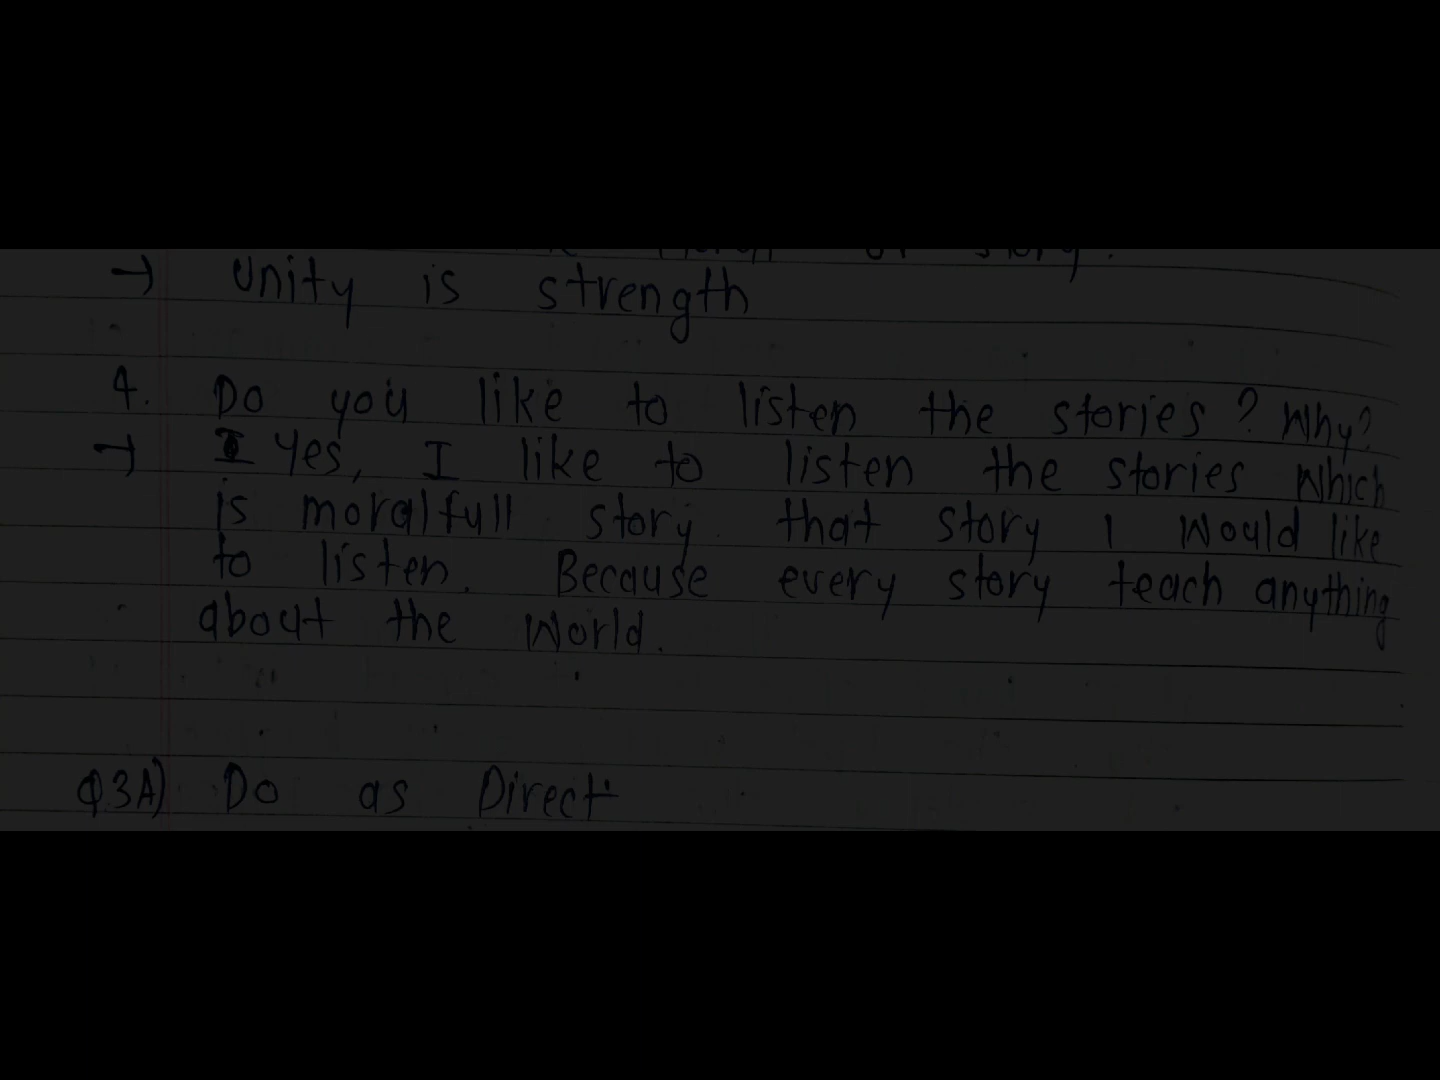 → Unity is strength
4. Do you like to listen the stories? Why?
→ I Yes, I like to listen the stories which
is moralfull story. that story I would like
to listen. Because every story teach anything
about the world.
Q.3A) Do as Direct